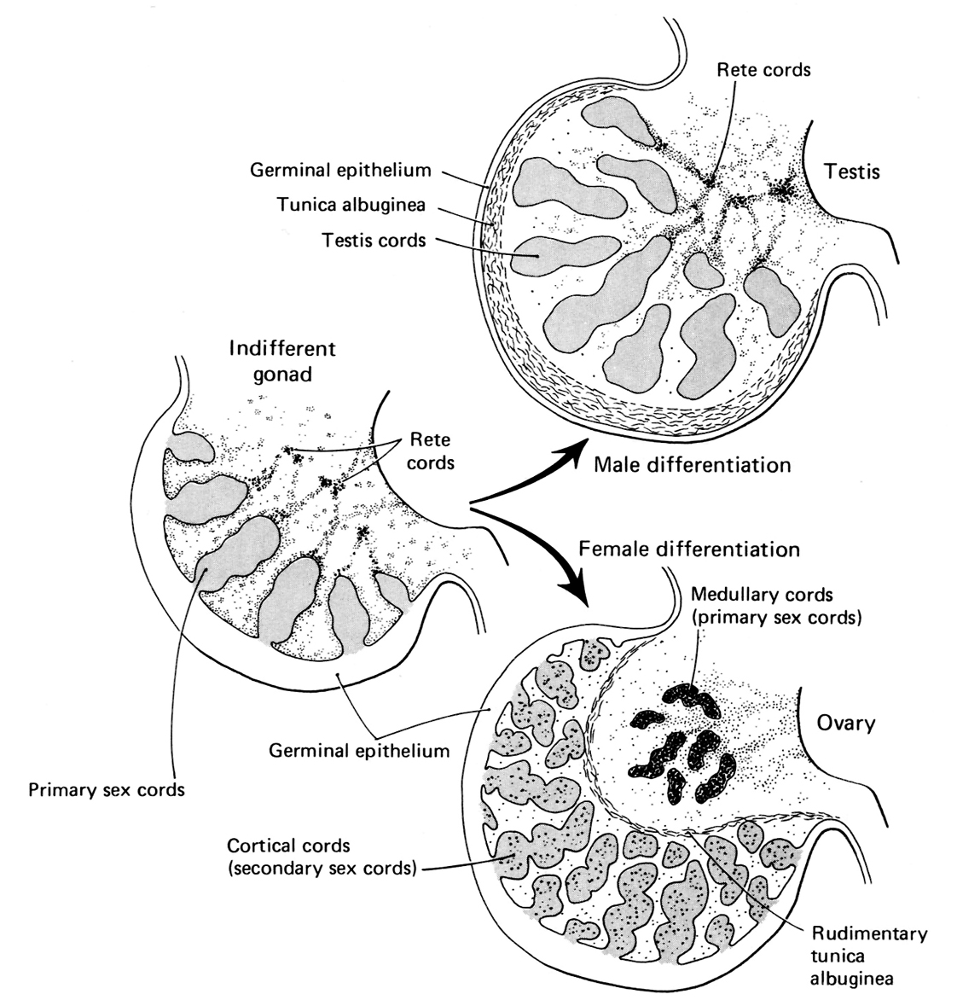 Rete cords
Testis
Germinal epithelium
Tunica albuginea
Testis cords
Indifferent
gonad
Rete
cords
Male differentiation
Female differentiation
Medullary cords
(primary sex cords)
Ovary
Germinal epithelium
Primary sex cords
Cortical cords
(secondary sex cords)
Rudimentary
tunica
albuginea